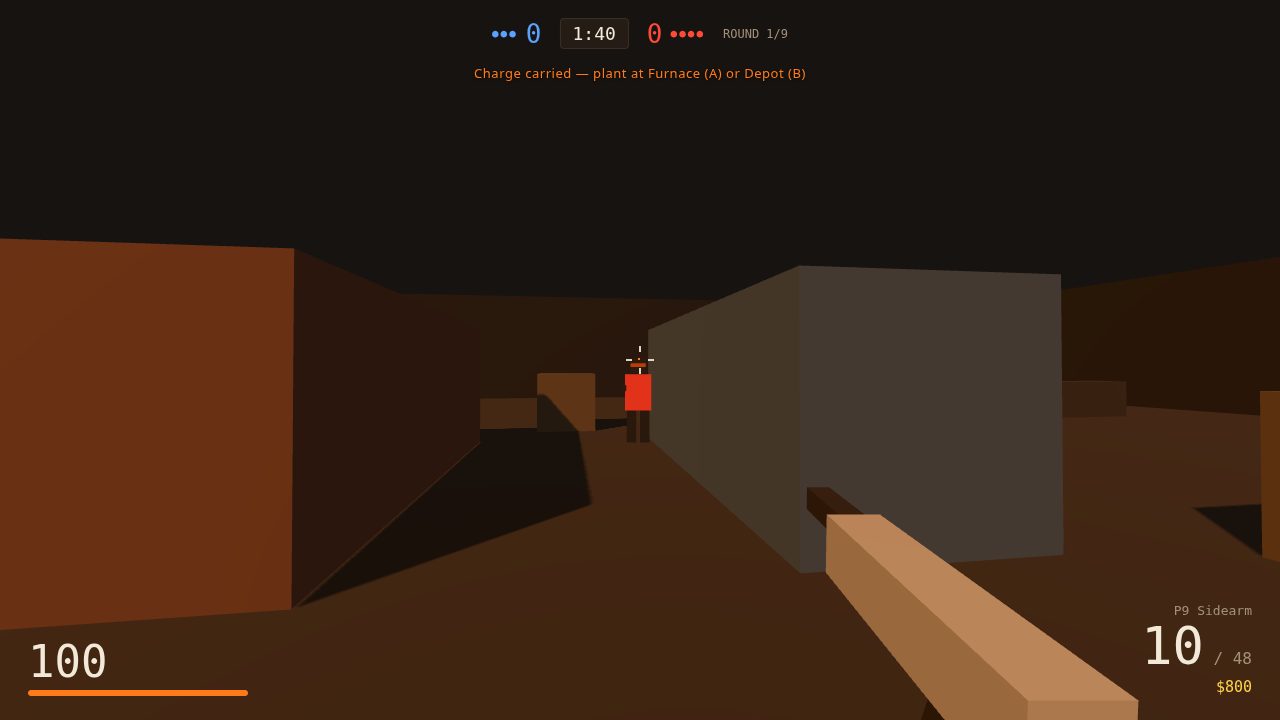 0 1:40 0 ROUND 1/9
Charge carried — plant at Furnace (A) or Depot (B)
P9 Sidearm
100 10 / 48
$800